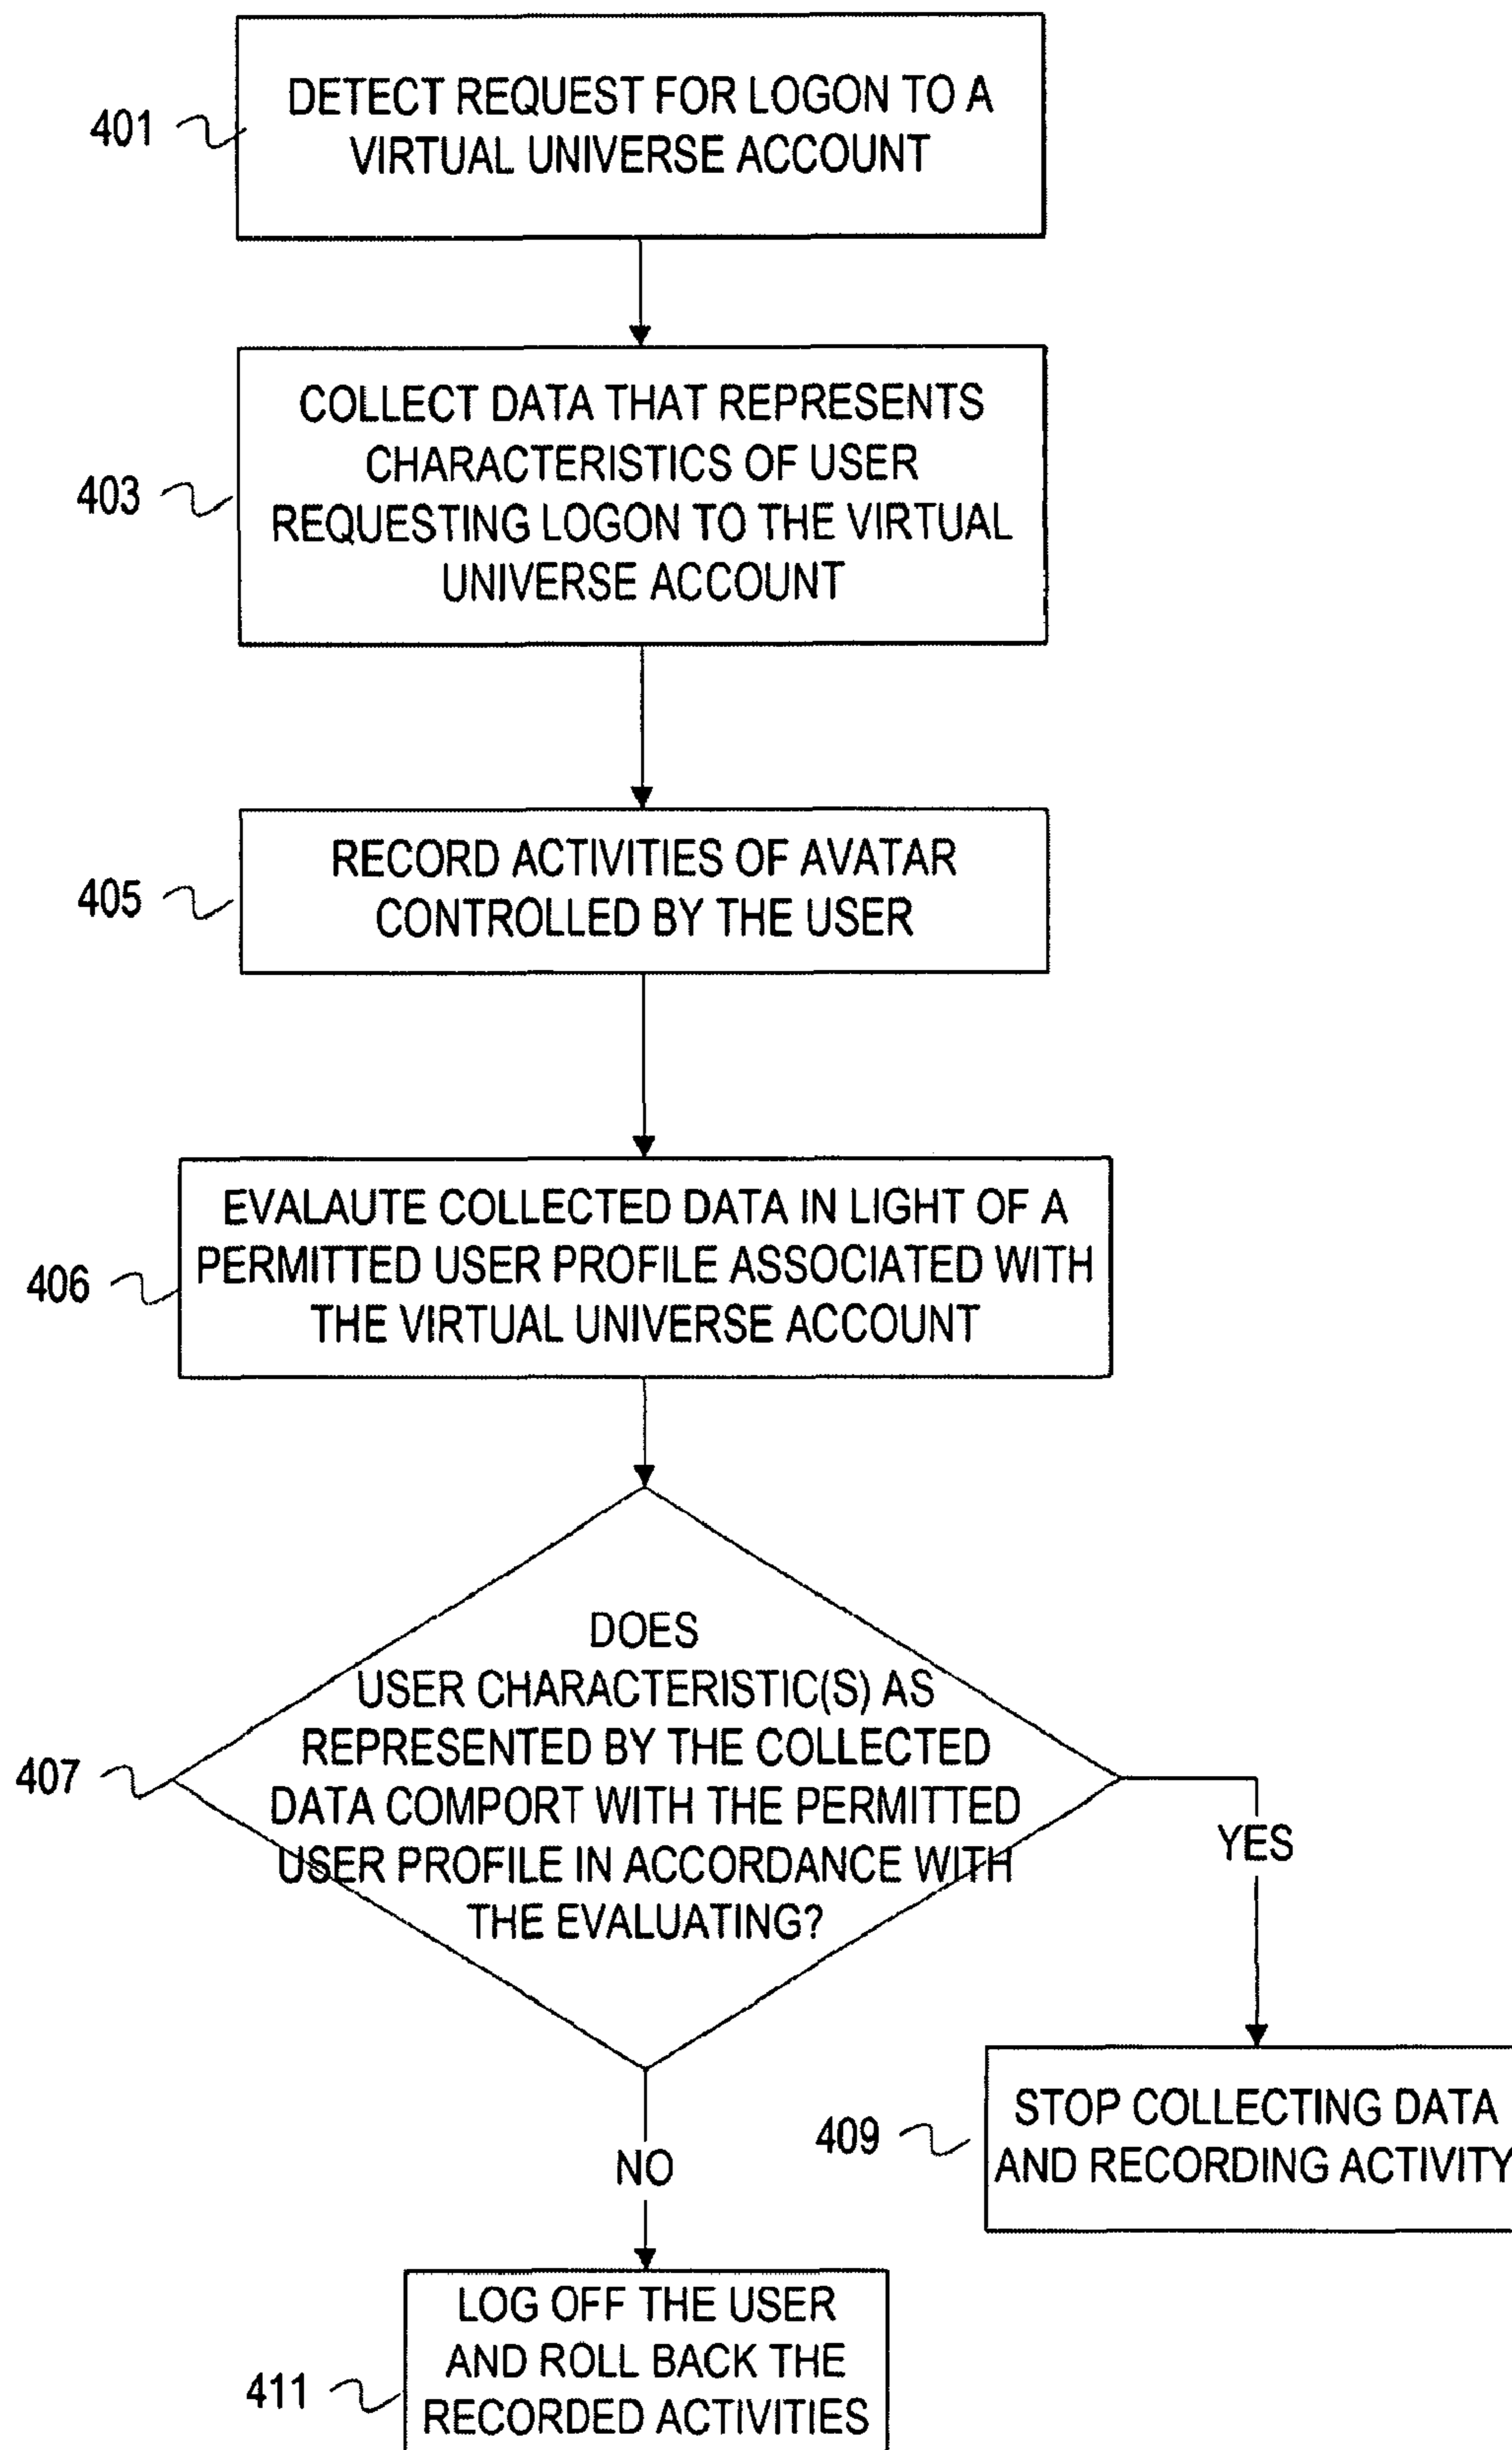 401
DETECT REQUEST FOR LOGON TO A
VIRTUAL UNIVERSE ACCOUNT
403
COLLECT DATA THAT REPRESENTS
CHARACTERISTICS OF USER
REQUESTING LOGON TO THE VIRTUAL
UNIVERSE ACCOUNT
405
RECORD ACTIVITIES OF AVATAR
CONTROLLED BY THE USER
406
EVALAUTE COLLECTED DATA IN LIGHT OF A
PERMITTED USER PROFILE ASSOCIATED WITH
THE VIRTUAL UNIVERSE ACCOUNT
407
DOES
USER CHARACTERISTIC(S) AS
REPRESENTED BY THE COLLECTED
DATA COMPORT WITH THE PERMITTED
USER PROFILE IN ACCORDANCE WITH
THE EVALUATING?
YES
409
STOP COLLECTING DATA
AND RECORDING ACTIVITY
NO
411
LOG OFF THE USER
AND ROLL BACK THE
RECORDED ACTIVITIES